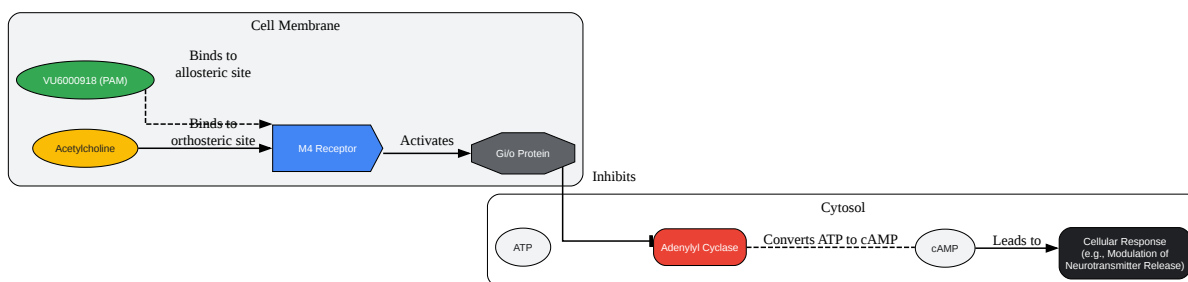 Cell Membrane
Binds to
allosteric site
VU6000918 (PAM)
Binds to
orthosteric site
Acetylcholine
M4 Receptor
Activates
Gi/o Protein
Inhibits
Cytosol
ATP
Adenylyl Cyclase
Converts ATP to cAMP
cAMP
Leads to
Cellular Response
(e.g., Modulation of
Neurotransmitter Release)